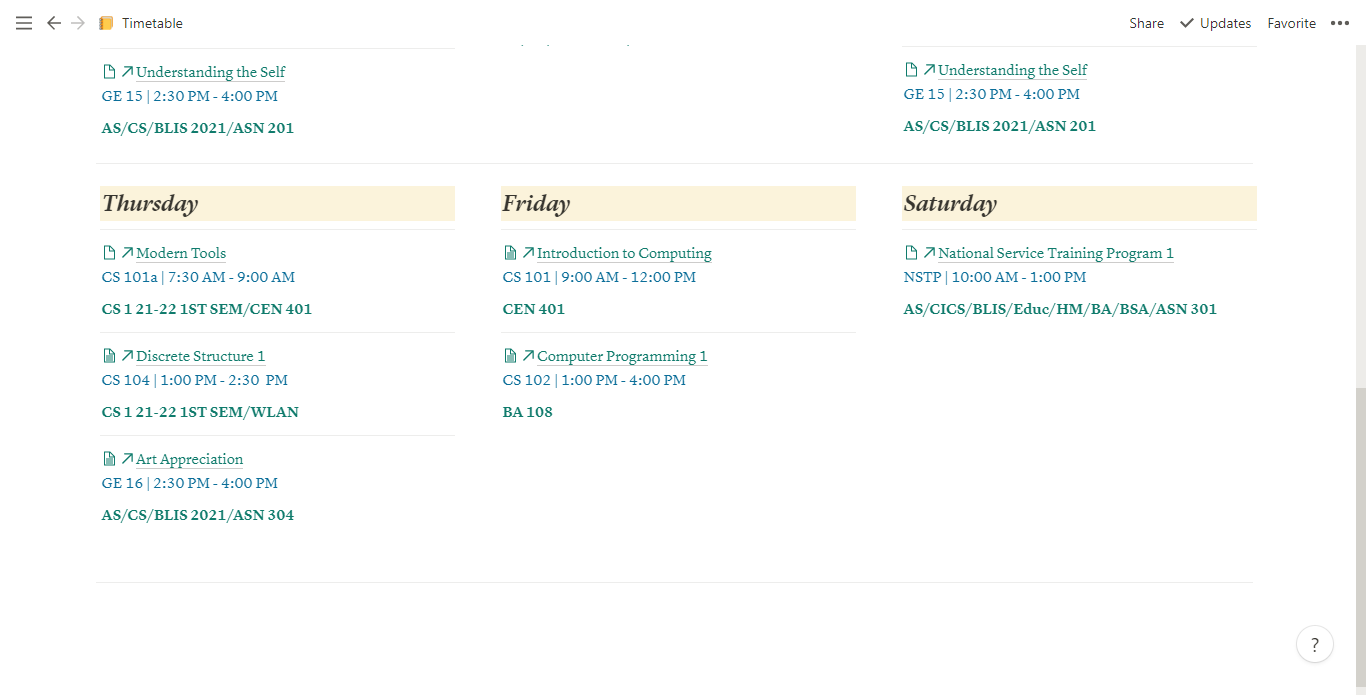 Timetable
Share
Updates
Favorite
Understanding the Self
GE 15 | 2:30 PM - 4:00 PM
AS/CS/BLIS 2021/ASN 201
Understanding the Self
GE 15 | 2:30 PM - 4:00 PM
AS/CS/BLIS 2021/ASN 201
Thursday
Modern Tools
CS 101a | 7:30 AM - 9:00 AM
CS 1 21-22 1ST SEM/CEN 401
Discrete Structure 1
CS 104 | 1:00 PM - 2:30 PM
CS 1 21-22 1ST SEM/WLAN
Art Appreciation
GE 16 | 2:30 PM - 4:00 PM
AS/CS/BLIS 2021/ASN 304
Friday
Introduction to Computing
CS 101 | 9:00 AM - 12:00 PM
CEN 401
Computer Programming 1
CS 102 | 1:00 PM - 4:00 PM
BA 108
Saturday
National Service Training Program 1
NSTP | 10:00 AM - 1:00 PM
AS/CICS/BLIS/Educ/HM/BA/BSA/ASN 301
?